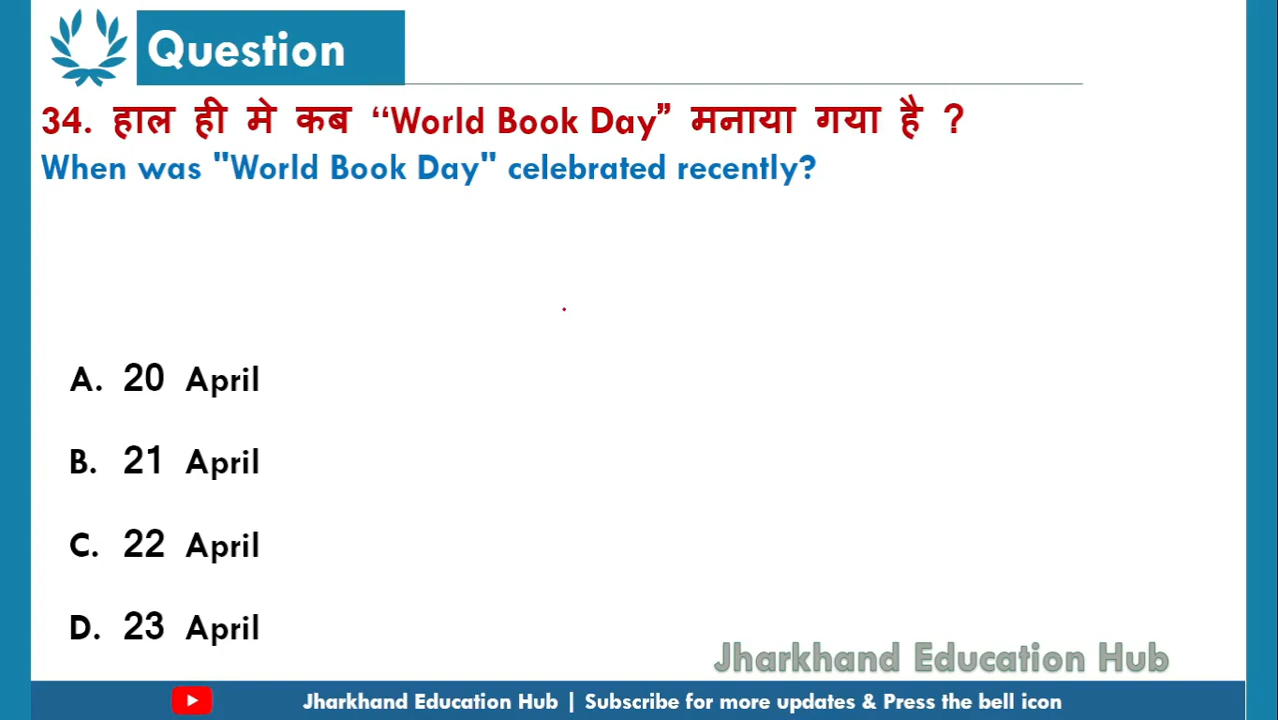 Question
34. हाल ही मे कब “World Book Day” मनाया गया है ?
When was "World Book Day" celebrated recently?
A. 20 April
B. 21 April
C. 22 April
D. 23 April
Jharkhand Education Hub
Jharkhand Education Hub | Subscribe for more updates & Press the bell icon